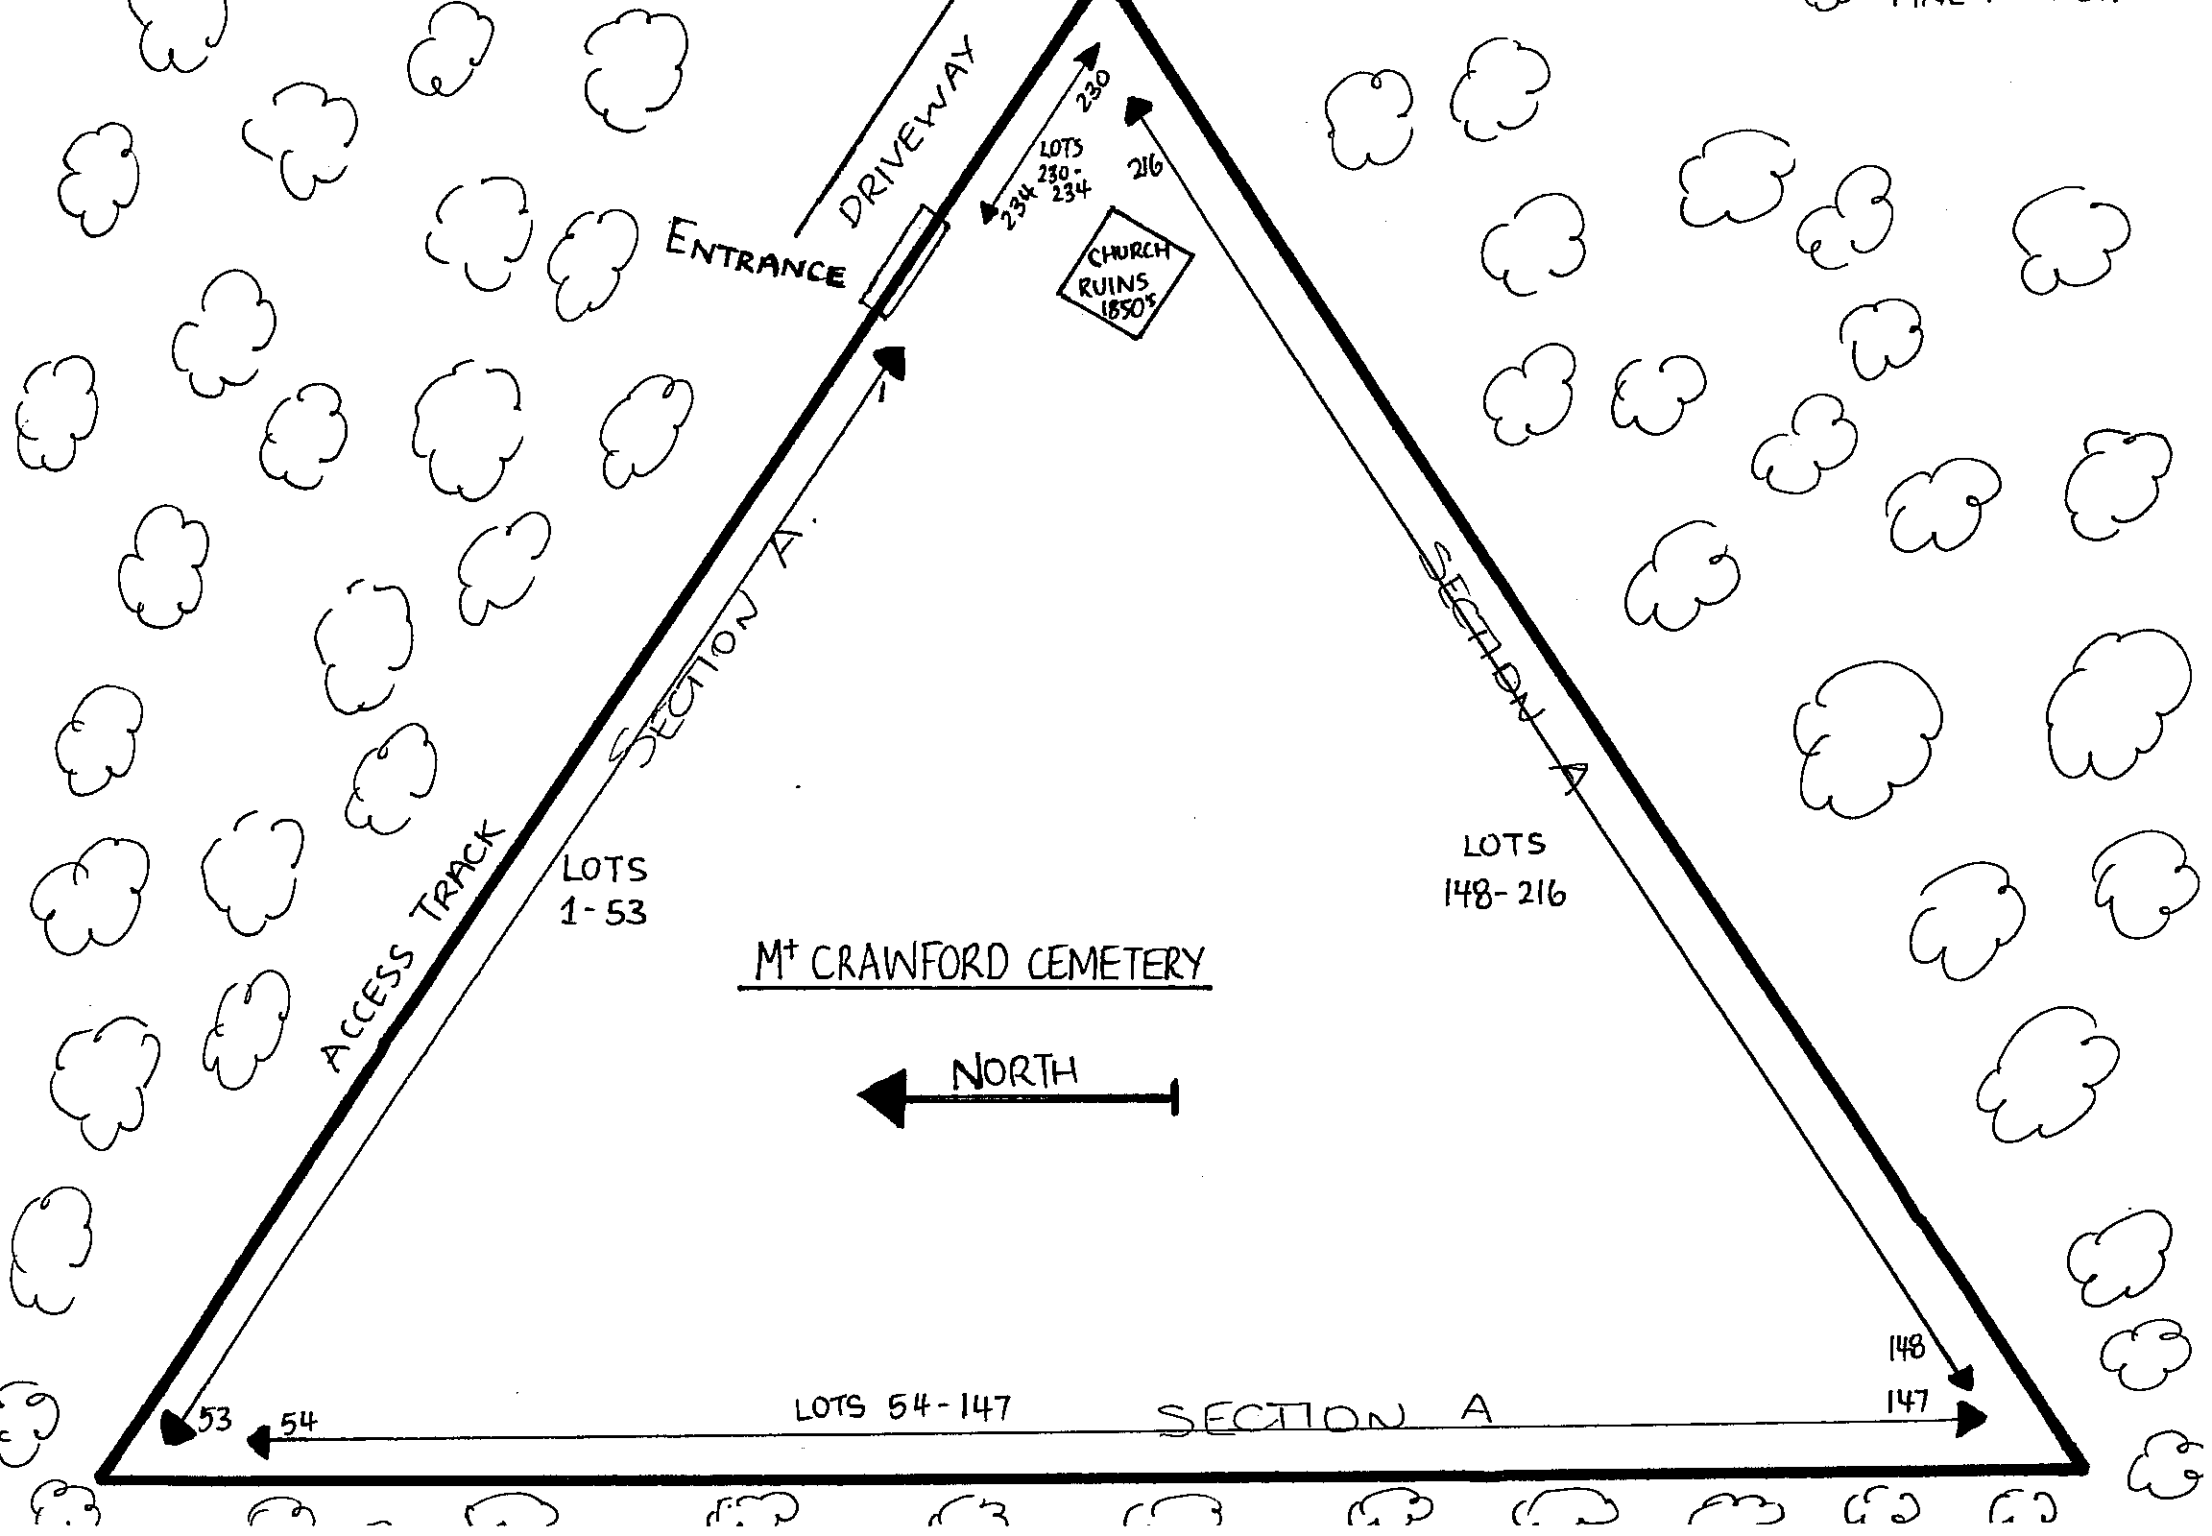 DRIVEWAY
230
LOTS
230-
234
234
216
ENTRANCE
CHURCH
RUINS
1850's
1
SECTION A.
SECTION A
ACCESS TRACK
LOTS
1-53
LOTS
148-216
Mt CRAWFORD CEMETERY
NORTH
148
147
53
54
LOTS 54-147
SECTION A